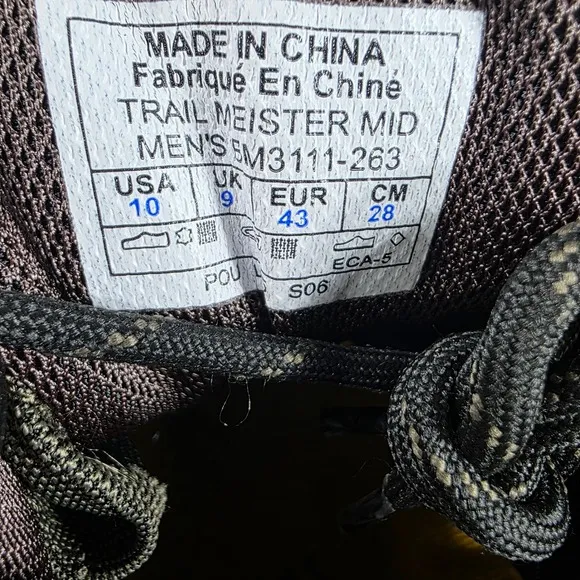 MADE IN CHINA
Fabriqué En Chiné
TRAIL MEISTER MID
MEN'S BM3111-263
USA UK EUR CM
10 9 43 28
ECA-5
S06